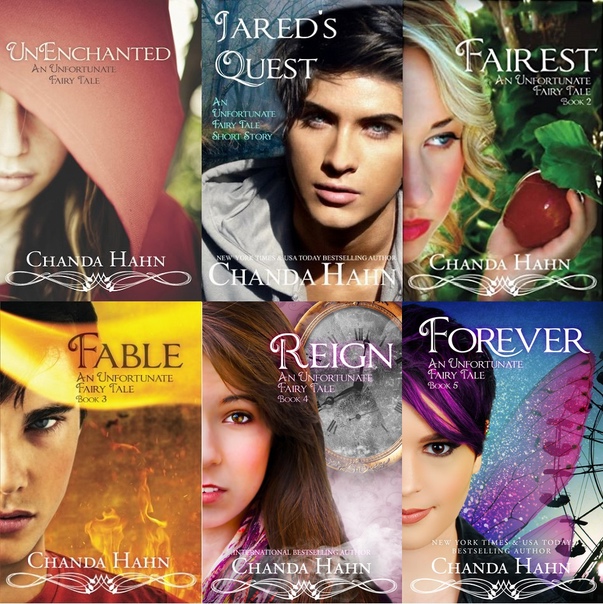 UnEnchanted
An Unfortunate
Fairy Tale
Chanda Hahn
Jared's
Quest
An
Unfortunate
Fairy Tale
Short Story
New York Times & USA Today Bestselling Author
Chanda Hahn
Fairest
An Unfortunate
Fairy Tale
Book 2
Chanda Hahn
Fable
An Unfortunate
Fairy Tale
Book 3
Chanda Hahn
Reign
An Unfortunate
Fairy Tale
Book 4
International Bestselling Author
Chanda Hahn
Forever
An Unfortunate
Fairy Tale
Book 5
New York Times & USA Today
Bestselling Author
Chanda Hahn